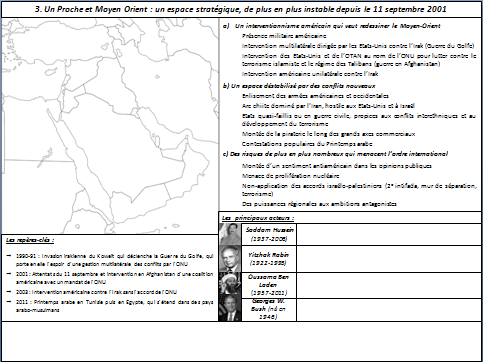 3. Un Proche et Moyen Orient : un espace stratégique, de plus en plus instable depuis le 11 septembre 2001
a) Un interventionnisme américain qui veut redessiner le Moyen-Orient
Présence militaire américaine
Intervention multilatérale dirigée par les Etats-Unis contre l'Irak (Guerre du Golfe)
Intervention des Etats-Unis et de l'OTAN au nom de l'ONU pour lutter contre le
terrorisme islamiste et le régime des Talibans (guerre en Afghanistan)
Intervention américaine unilatérale contre l'Irak
b) Un espace déstabilisé par des conflits nouveaux
Enlisement des armées américaines et occidentales
Arc chiite dominé par l'Iran, hostile aux Etats-Unis et à Israël
Etats quasi-faillis ou en guerre civile, propices aux conflits interethniques et au
développement du terrorisme
Montée de la piraterie le long des grands axes commerciaux
Contestations populaires du Printemps arabe
c) Des risques de plus en plus nombreux qui menacent l'ordre international
Montée d'un sentiment antiaméricain dans les opinions publiques
Menace de prolifération nucléaire
Non-application des accords israélo-palestiniens (2° intifada, mur de séparation,
terrorisme)
Des puissances régionales aux ambitions antagonistes
Les principaux acteurs :
Saddam Hussein
(1937-2006)
Yitzhak Rabin
(1922-1995)
Oussama Ben
Laden
(1957-2011)
Georges W.
Bush (né en
1946)
Les repères-clés :
→ 1990-91 : Invasion irakienne du Koweït qui déclenche la Guerre du Golfe, qui
porte en elle l'espoir d'une gestion multilatérale des conflits par l'ONU
→ 2001 : Attentats du 11 septembre et intervention en Afghanistan d'une coalition
américaine avec un mandat de l'ONU
→ 2003 : Intervention américaine contre l'Irak sans l'accord de l'ONU
→ 2011 : Printemps arabe en Tunisie puis en Egypte, qui s'étend dans des pays
arabo-musulmans